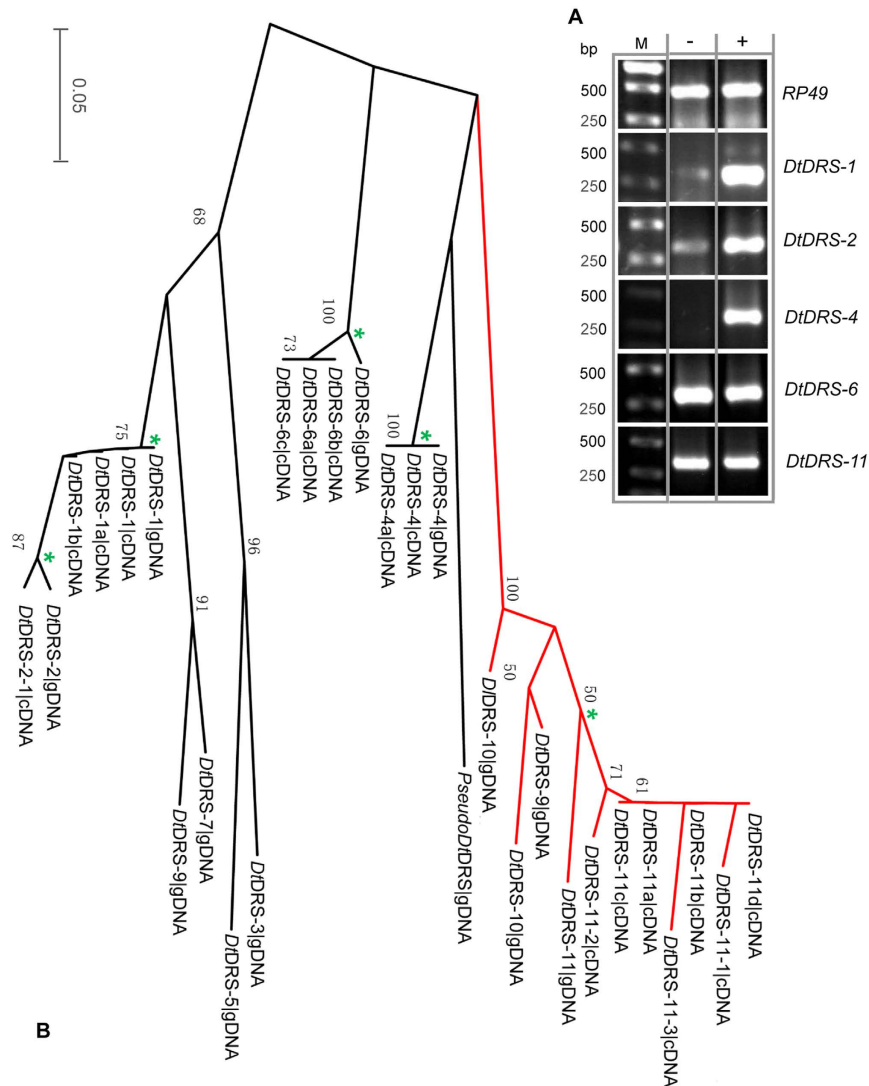 A
bp
M
-
+
500
250
RP49
500
250
DtDRS-1
500
250
DtDRS-2
500
250
DtDRS-4
500
250
DtDRS-6
500
250
DtDRS-11
0.05
68
75
87
91
96
100
73
100
100
50
50
71
61
*
*
*
*
*
DtDRS-2-1|cDNA
DtDRS-2|gDNA
DtDRS-1b|cDNA
DtDRS-1a|cDNA
DtDRS-1|cDNA
DtDRS-1|gDNA
DtDRS-9|gDNA
DtDRS-7|gDNA
DtDRS-5|gDNA
DtDRS-3|gDNA
DtDRS-6c|cDNA
DtDRS-6a|cDNA
DtDRS-6b|cDNA
DtDRS-6|gDNA
DtDRS-4a|cDNA
DtDRS-4|cDNA
DtDRS-4|gDNA
PseudoDtDRS|gDNA
DlDRS-10|gDNA
DtDRS-10|gDNA
DtDRS-9|gDNA
DtDRS-11|gDNA
DtDRS-11-2|cDNA
DtDRS-11c|cDNA
DtDRS-11a|cDNA
DtDRS-11-3|cDNA
DtDRS-11b|cDNA
DtDRS-11-1|cDNA
DtDRS-11d|cDNA
B